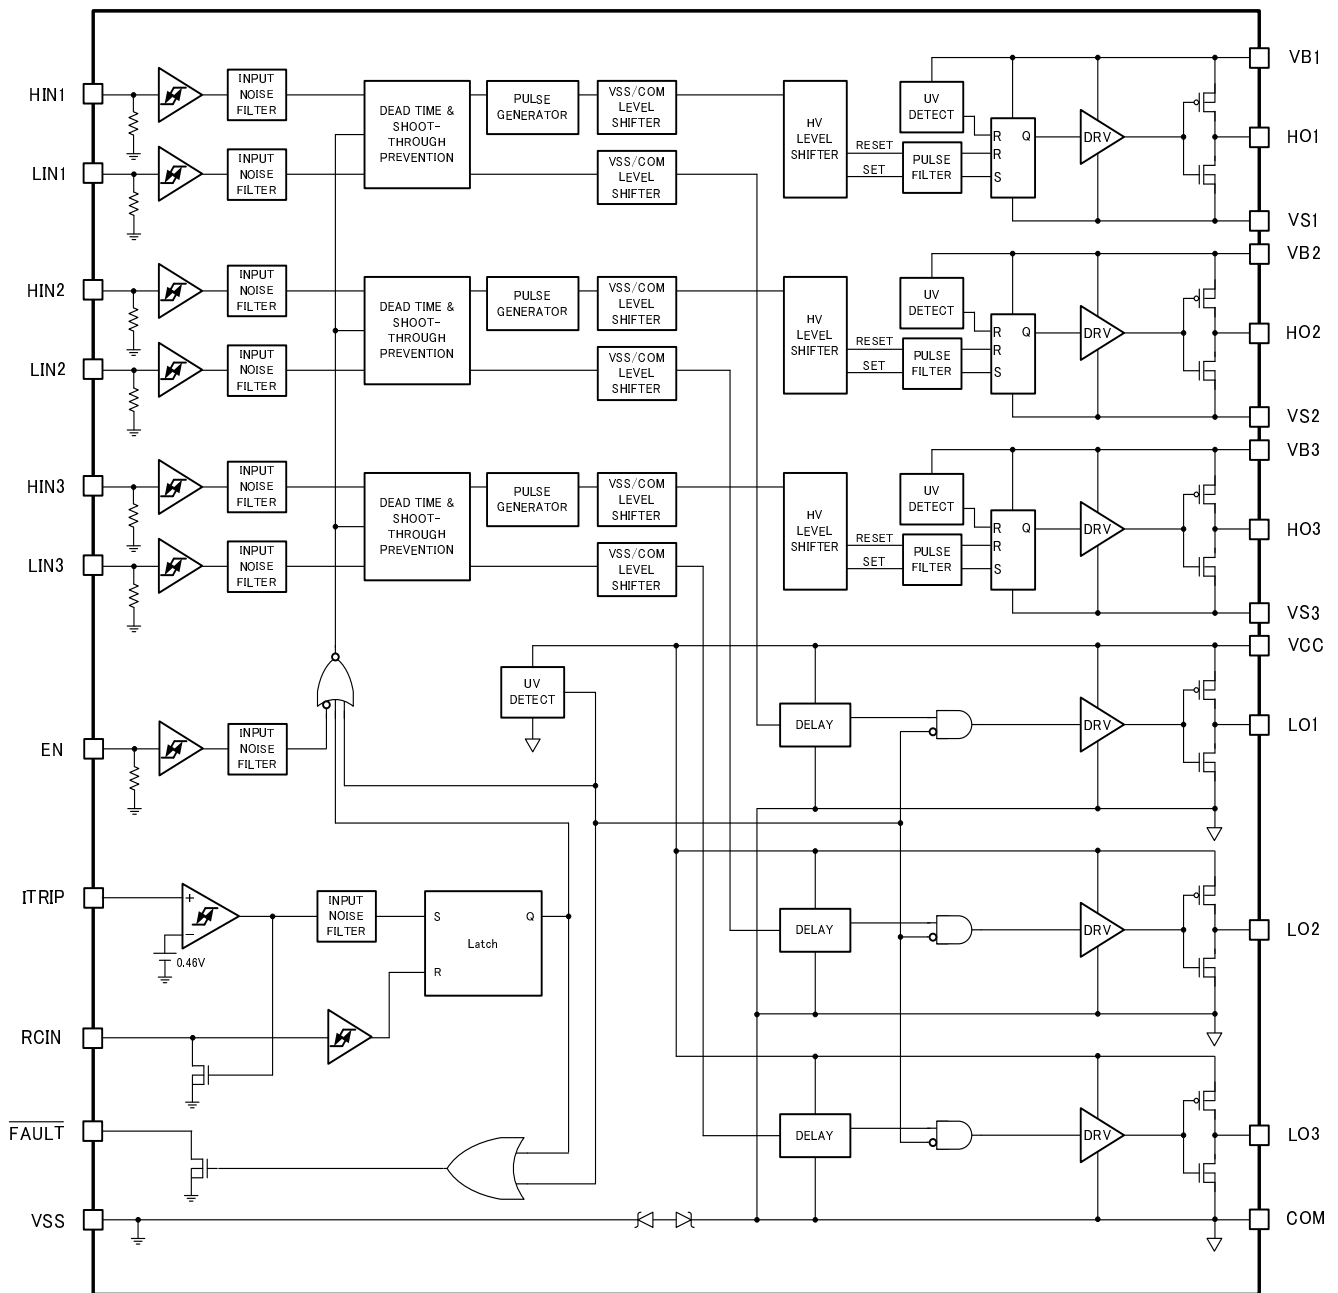 HIN1
INPUT
NOISE
FILTER
DEAD TIME &
SHOOT-
THROUGH
PREVENTION
PULSE
GENERATOR
VSS/COM
LEVEL
SHIFTER
HV
LEVEL
SHIFTER
RESET
SET
UV
DETECT
PULSE
FILTER
R
R
S
Q
DRV
VB1
HO1
VS1
LIN1
INPUT
NOISE
FILTER
VSS/COM
LEVEL
SHIFTER
HIN2
INPUT
NOISE
FILTER
DEAD TIME &
SHOOT-
THROUGH
PREVENTION
PULSE
GENERATOR
VSS/COM
LEVEL
SHIFTER
HV
LEVEL
SHIFTER
RESET
SET
UV
DETECT
PULSE
FILTER
R
R
S
Q
DRV
VB2
HO2
VS2
LIN2
INPUT
NOISE
FILTER
VSS/COM
LEVEL
SHIFTER
HIN3
INPUT
NOISE
FILTER
DEAD TIME &
SHOOT-
THROUGH
PREVENTION
PULSE
GENERATOR
VSS/COM
LEVEL
SHIFTER
HV
LEVEL
SHIFTER
RESET
SET
UV
DETECT
PULSE
FILTER
R
R
S
Q
DRV
VB3
HO3
VS3
LIN3
INPUT
NOISE
FILTER
VSS/COM
LEVEL
SHIFTER
VCC
UV
DETECT
EN
INPUT
NOISE
FILTER
DELAY
DRV
LO1
ITRIP
+
−
0.46V
INPUT
NOISE
FILTER
S
Q
Latch
R
DELAY
DRV
LO2
RCIN
FAULT
DELAY
DRV
LO3
VSS
COM